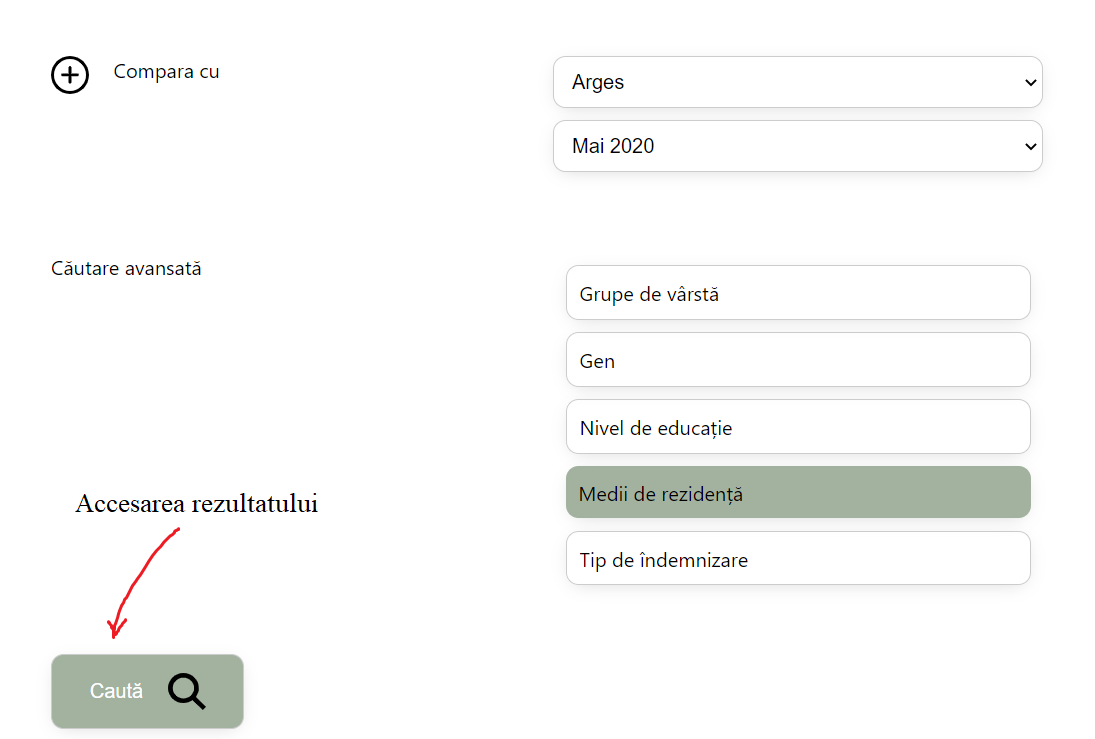 Compara cu
Arges
Mai 2020
Căutare avansată
Grupe de vârstă
Gen
Nivel de educație
Medii de rezidență
Tip de îndemnizare
Accesarea rezultatului
Caută